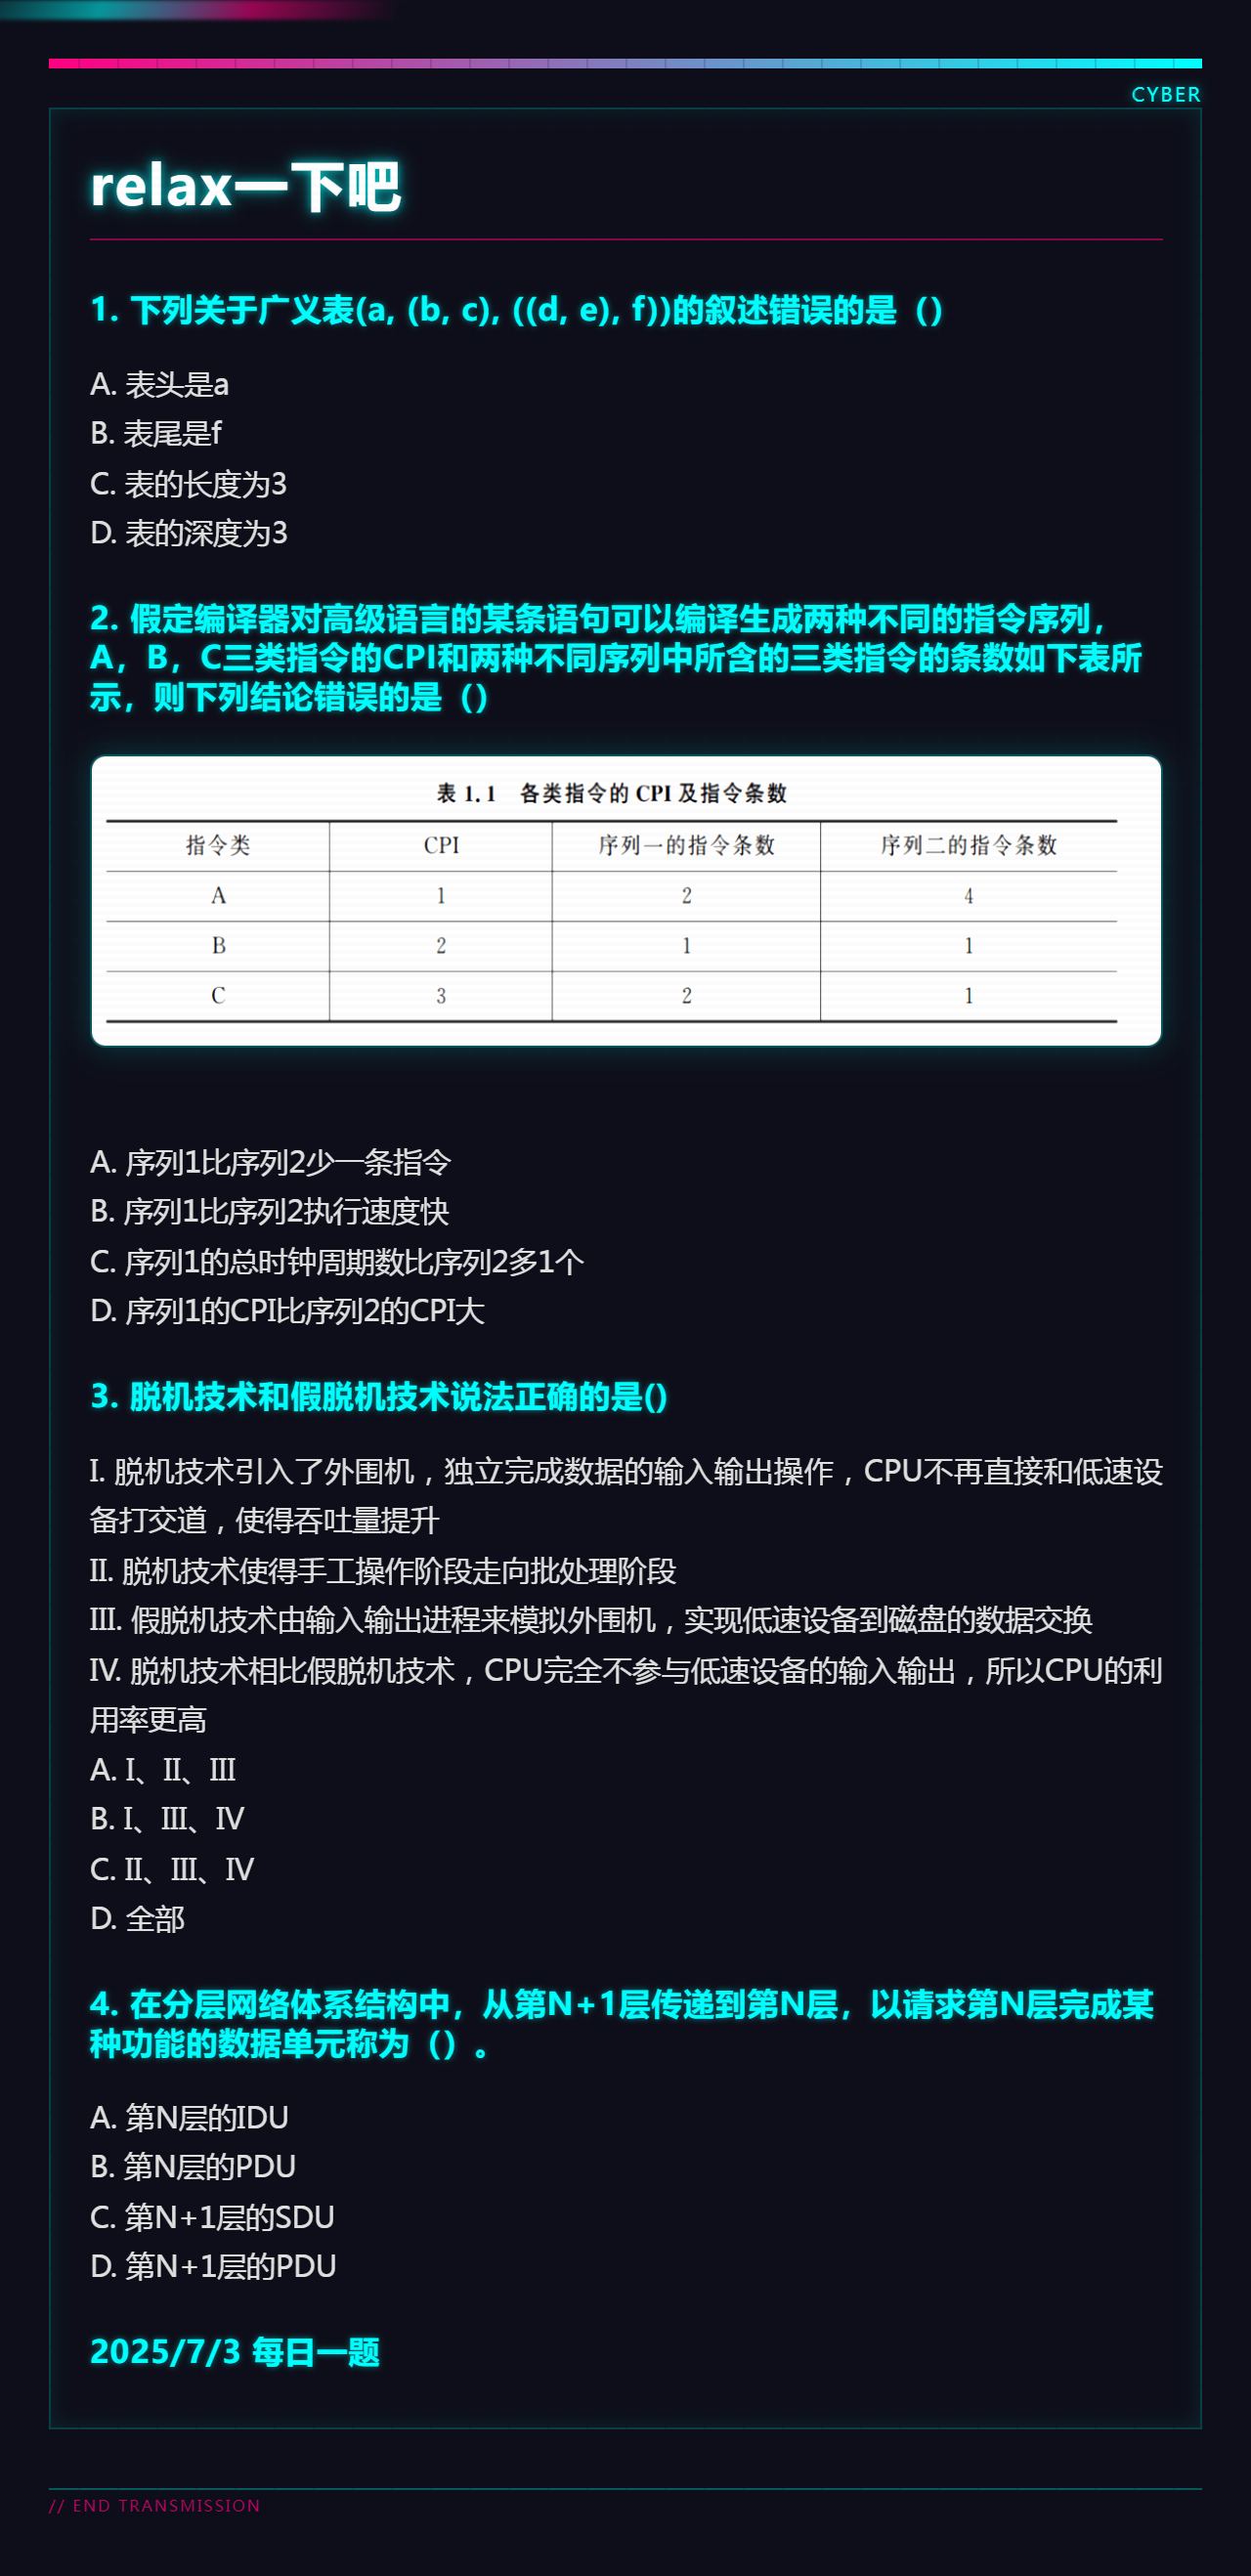 CYBER
relax一下吧
1. 下列关于广义表(a, (b, c), ((d, e), f))的叙述错误的是（）
A. 表头是a
B. 表尾是f
C. 表的长度为3
D. 表的深度为3
2. 假定编译器对高级语言的某条语句可以编译生成两种不同的指令序列，
A，B，C三类指令的CPI和两种不同序列中所含的三类指令的条数如下表所
示，则下列结论错误的是（）
表 1.1 各类指令的 CPI 及指令条数
指令类 CPI 序列一的指令条数 序列二的指令条数
A 1 2 4
B 2 1 1
C 3 2 1
A. 序列1比序列2少一条指令
B. 序列1比序列2执行速度快
C. 序列1的总时钟周期数比序列2多1个
D. 序列1的CPI比序列2的CPI大
3. 脱机技术和假脱机技术说法正确的是()
I. 脱机技术引入了外围机，独立完成数据的输入输出操作，CPU不再直接和低速设
备打交道，使得吞吐量提升
II. 脱机技术使得手工操作阶段走向批处理阶段
III. 假脱机技术由输入输出进程来模拟外围机，实现低速设备到磁盘的数据交换
IV. 脱机技术相比假脱机技术，CPU完全不参与低速设备的输入输出，所以CPU的利
用率更高
A. I、II、III
B. I、III、IV
C. II、III、IV
D. 全部
4. 在分层网络体系结构中，从第N+1层传递到第N层，以请求第N层完成某
种功能的数据单元称为（）。
A. 第N层的IDU
B. 第N层的PDU
C. 第N+1层的SDU
D. 第N+1层的PDU
2025/7/3 每日一题
// END TRANSMISSION